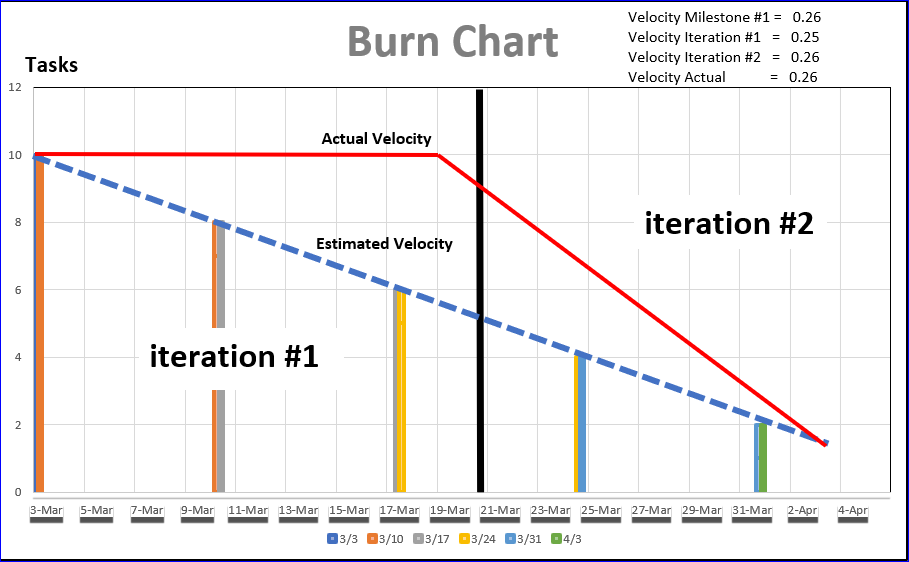 Burn Chart
Velocity Milestone #1 = 0.26
Velocity Iteration #1 = 0.25
Velocity Iteration #2 = 0.26
Velocity Actual = 0.26
Tasks
12
10
8
6
4
2
0
Actual Velocity
Estimated Velocity
iteration #1
iteration #2
3-Mar 5-Mar 7-Mar 9-Mar 11-Mar 13-Mar 15-Mar 17-Mar 19-Mar 21-Mar 23-Mar 25-Mar 27-Mar 29-Mar 31-Mar 2-Apr 4-Apr
3/3 3/10 3/17 3/24 3/31 4/3